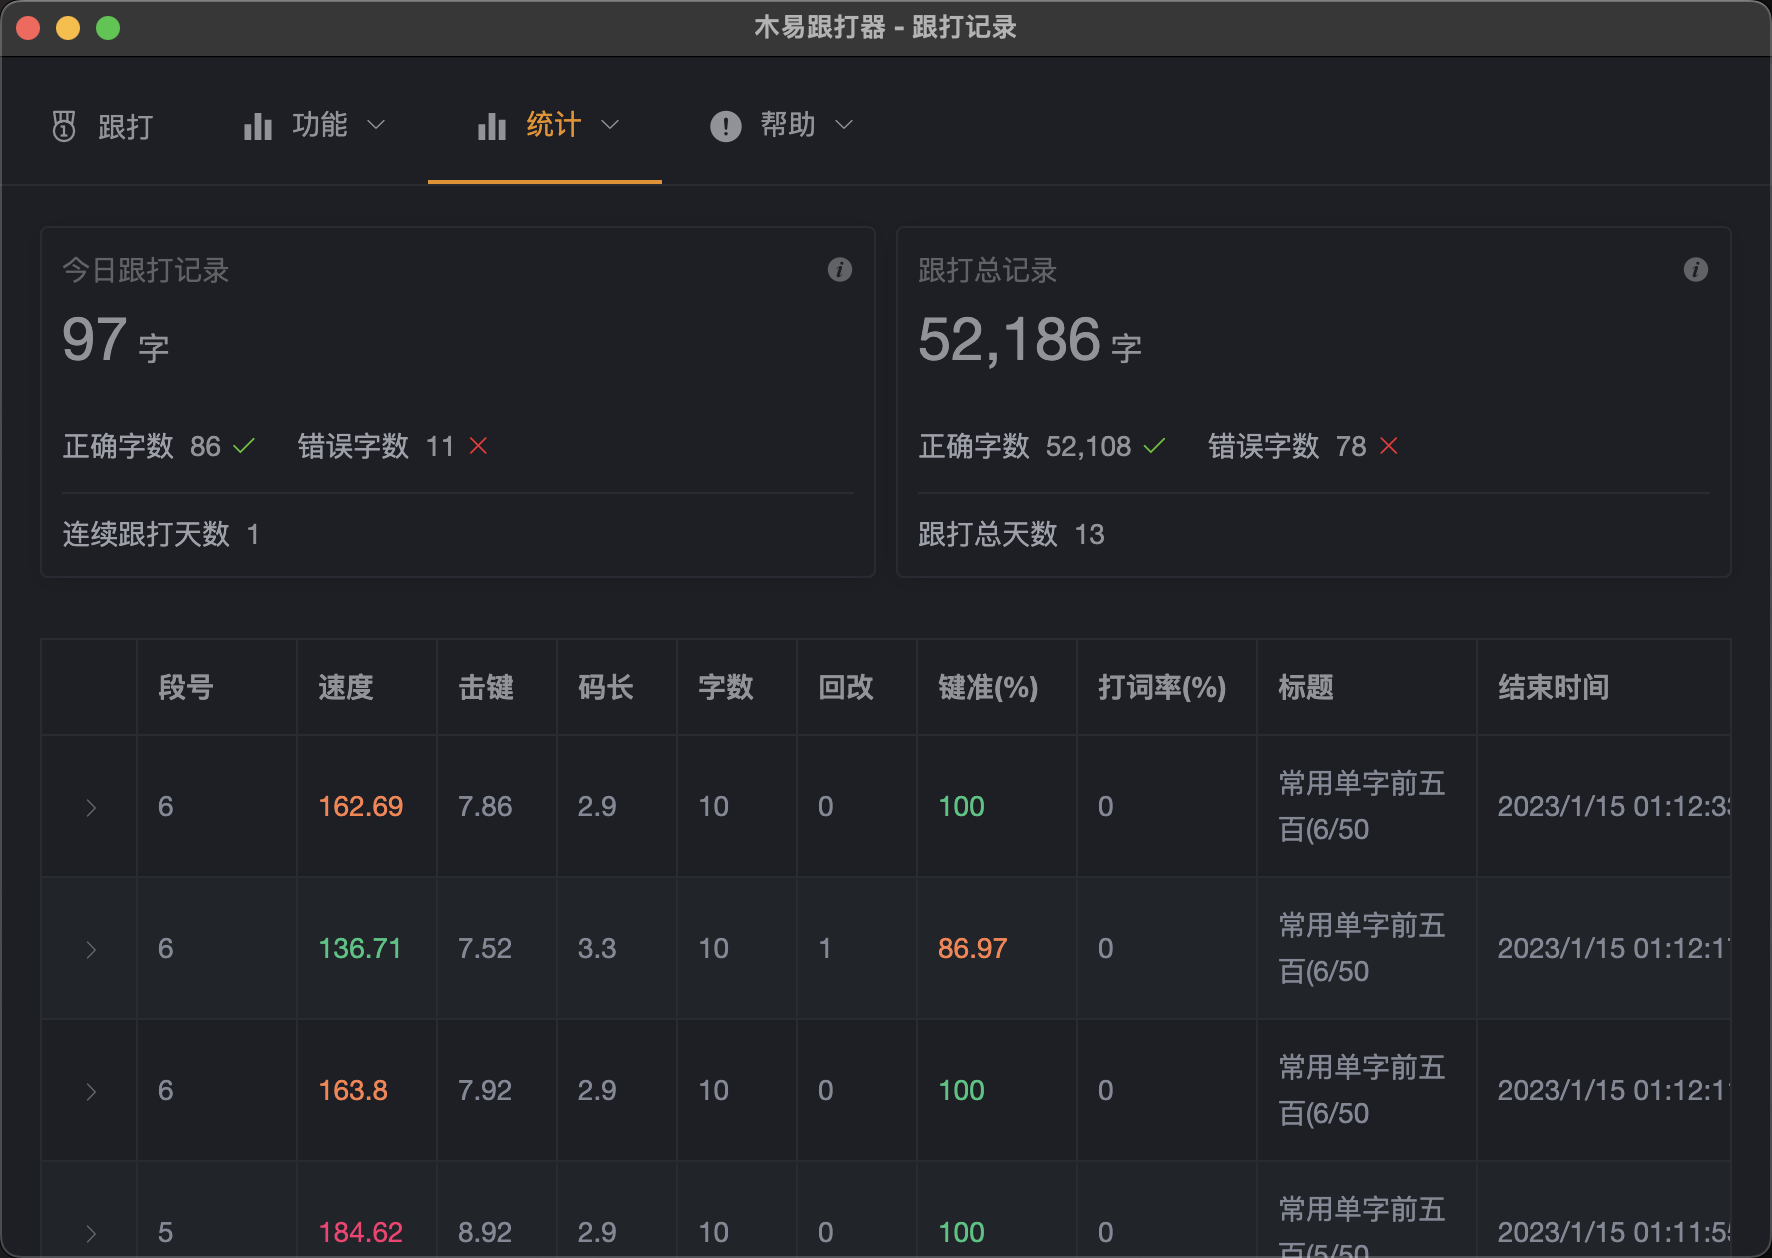 木易跟打器 - 跟打记录
跟打 功能 统计 帮助
今日跟打记录
97 字
正确字数 86 错误字数 11
连续跟打天数 1
跟打总记录
52,186 字
正确字数 52,108 错误字数 78
跟打总天数 13
段号 速度 击键 码长 字数 回改 键准(%) 打词率(%) 标题 结束时间
6 162.69 7.86 2.9 10 0 100 0 常用单字前五百(6/50 2023/1/15 01:12:33
6 136.71 7.52 3.3 10 1 86.97 0 常用单字前五百(6/50 2023/1/15 01:12:17
6 163.8 7.92 2.9 10 0 100 0 常用单字前五百(6/50 2023/1/15 01:12:1
5 184.62 8.92 2.9 10 0 100 0 常用单字前五百(5/50 2023/1/15 01:11:55